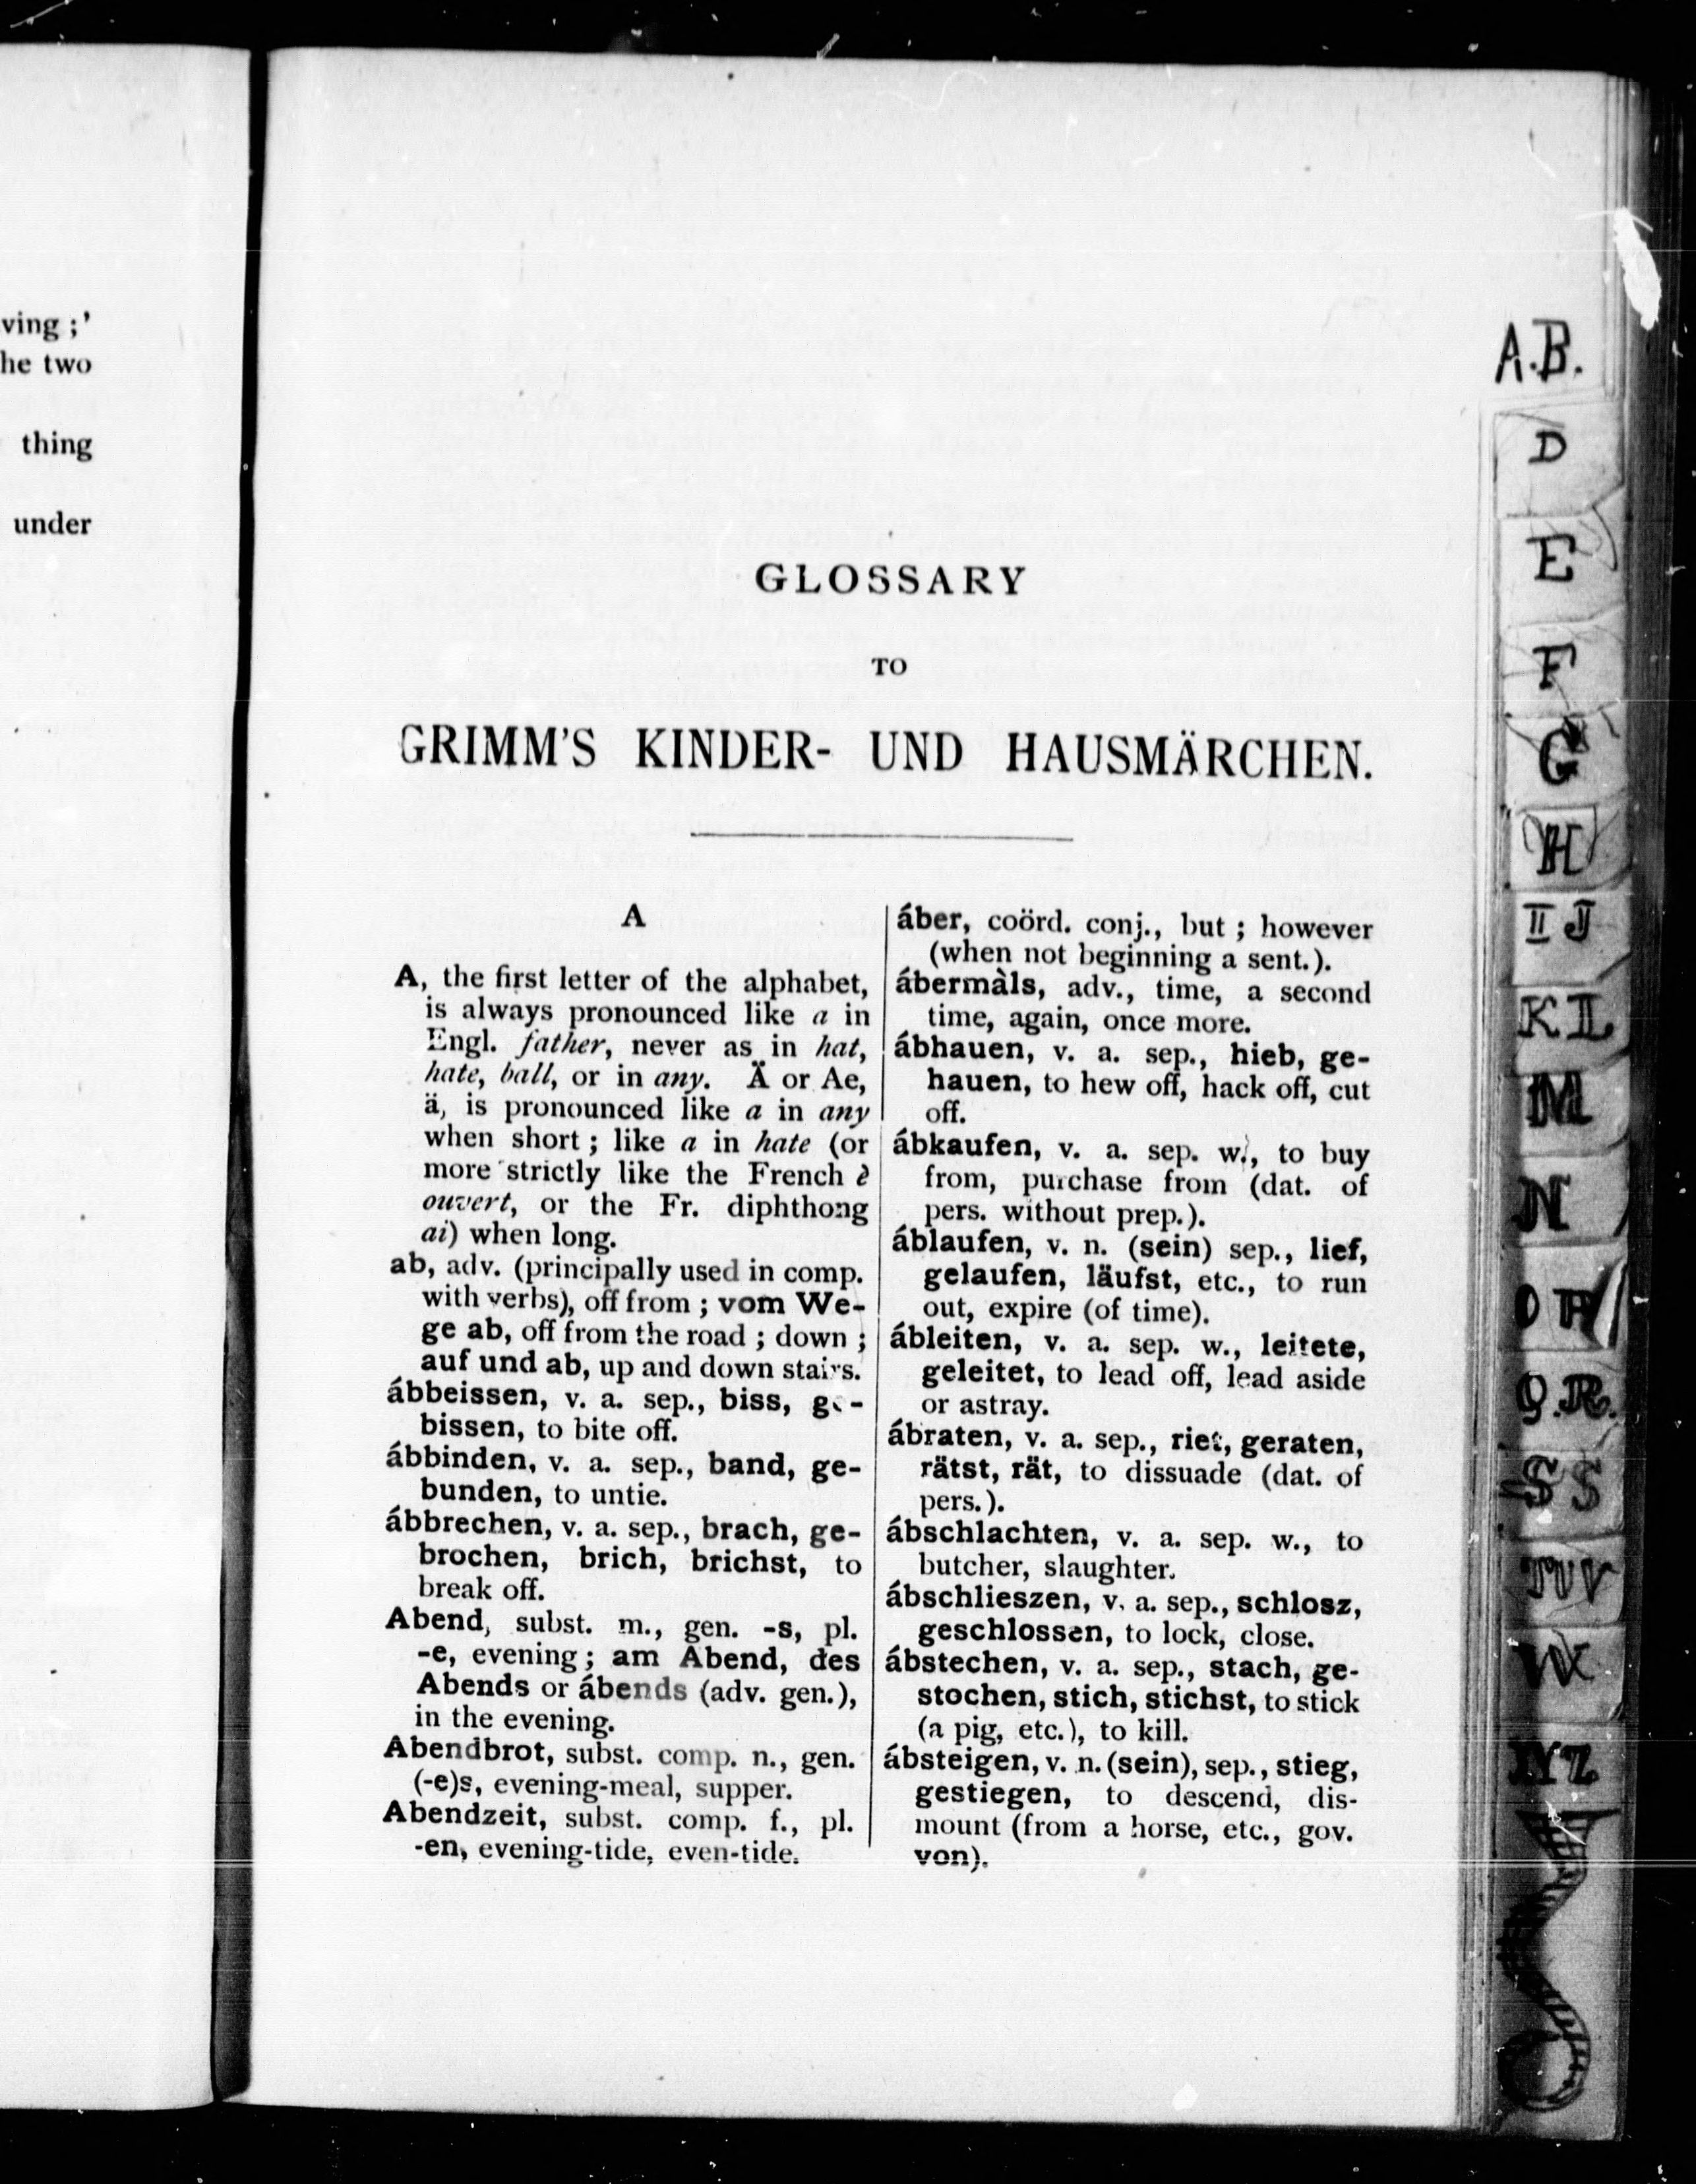 ving ;'
he two
thing
under
GLOSSARY
TO
GRIMM'S KINDER- UND HAUSMÄRCHEN.
A
A, the first letter of the alphabet,
is always pronounced like a in
Engl. father, never as in hat,
hate, ball, or in any. Ä or Ae,
ä, is pronounced like a in any
when short ; like a in hate (or
more strictly like the French è
ouvert, or the Fr. diphthong
ai) when long.
ab, adv. (principally used in comp.
with verbs), off from ; vom We-
ge ab, off from the road ; down ;
auf und ab, up and down stairs.
ábbeissen, v. a. sep., biss, ge-
bissen, to bite off.
ábbinden, v. a. sep., band, ge-
bunden, to untie.
ábbrechen, v. a. sep., brach, ge-
brochen, brich, brichst, to
break off.
Abend, subst. m., gen. -s, pl.
-e, evening ; am Abend, des
Abends or ábends (adv. gen.),
in the evening.
Abendbrot, subst. comp. n., gen.
(-e)s, evening-meal, supper.
Abendzeit, subst. comp. f., pl.
-en, evening-tide, even-tide.
áber, coörd. conj., but ; however
(when not beginning a sent.).
ábermàls, adv., time, a second
time, again, once more.
ábhauen, v. a. sep., hieb, ge-
hauen, to hew off, hack off, cut
off.
ábkaufen, v. a. sep. w., to buy
from, purchase from (dat. of
pers. without prep.).
áblaufen, v. n. (sein) sep., lief,
gelaufen, läufst, etc., to run
out, expire (of time).
ábleiten, v. a. sep. w., leitete,
geleitet, to lead off, lead aside
or astray.
ábraten, v. a. sep., riet, geraten,
rätst, rät, to dissuade (dat. of
pers.).
ábschlachten, v. a. sep. w., to
butcher, slaughter.
ábschlieszen, v. a. sep., schlosz,
geschlossen, to lock, close.
ábstechen, v. a. sep., stach, ge-
stochen, stich, stichst, to stick
(a pig, etc.), to kill.
ábsteigen, v. n. (sein), sep., stieg,
gestiegen, to descend, dis-
mount (from a horse, etc., gov.
von).
A.B.
D
E
F
G
H
I J
K L
M
N
O P
Q.R.
S S
T U V
W
X Y Z